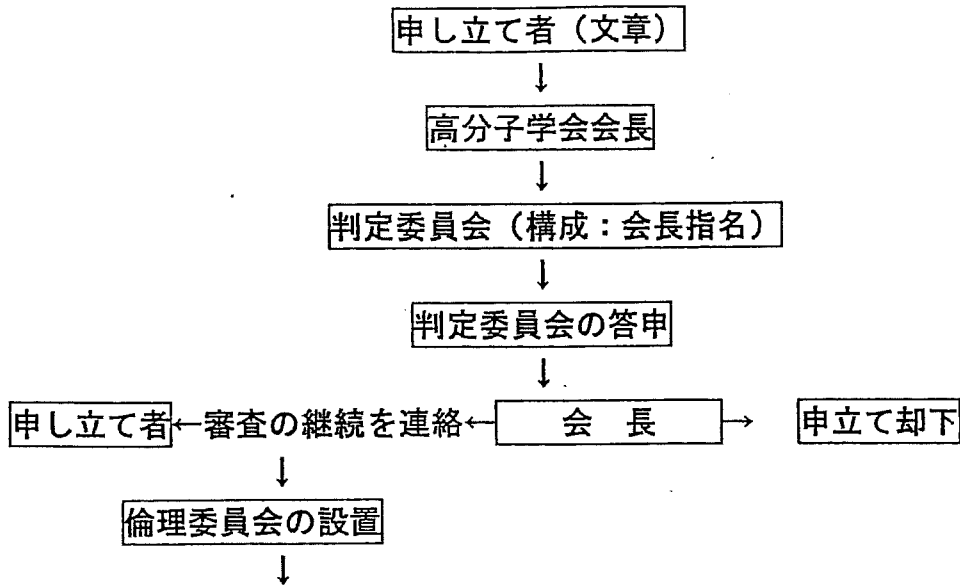 申し立て者（文章）
↓
高分子学会会長
↓
判定委員会（構成：会長指名）
↓
判定委員会の答申
↓
申し立て者←審査の継続を連絡←会　長→　申立て却下
↓
倫理委員会の設置
↓